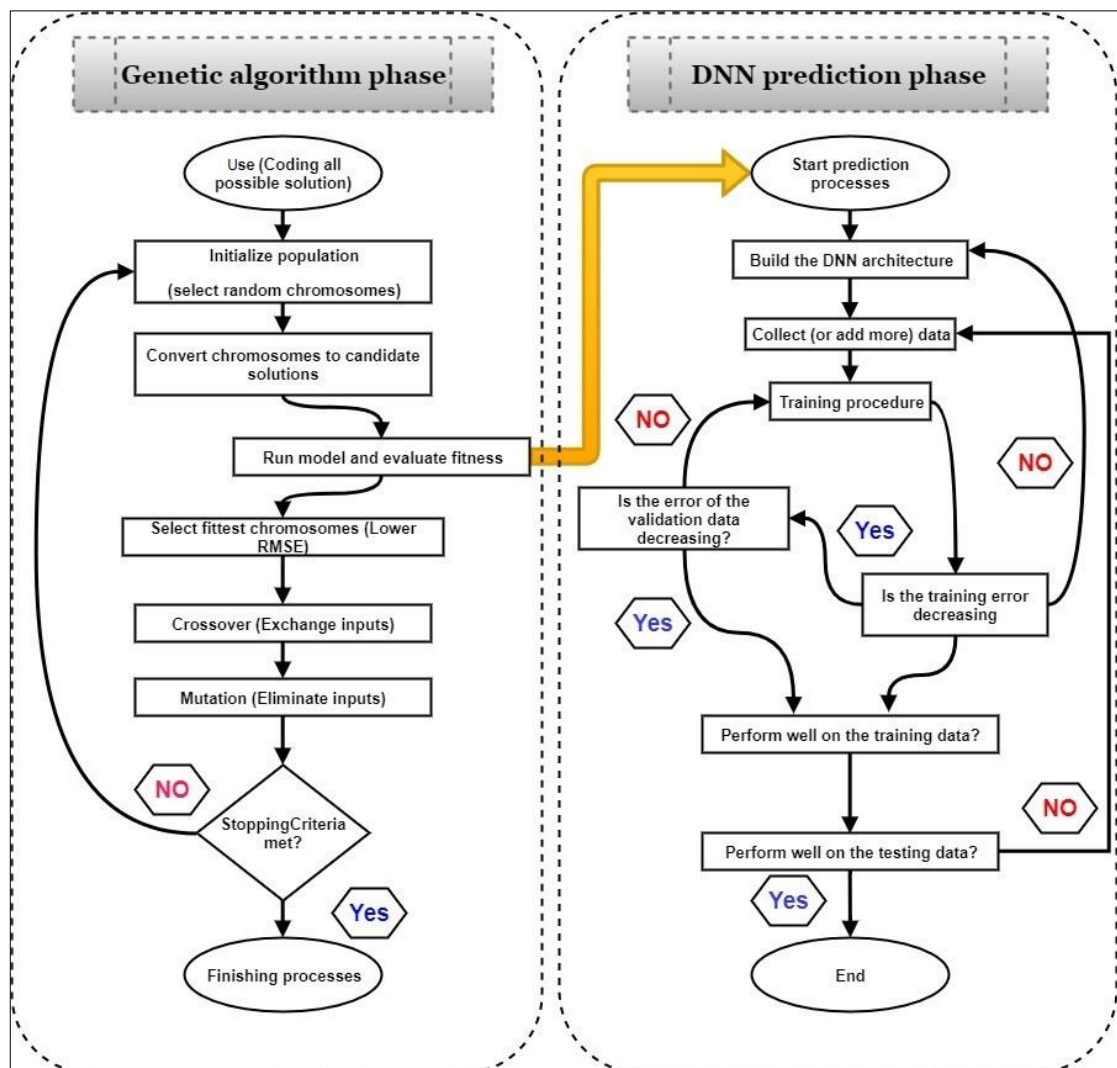 Genetic algorithm phase
Use (Coding all
possible solution)
Initialize population
(select random chromosomes)
Convert chromosomes to candidate
solutions
Run model and evaluate fitness
Select fittest chromosomes (Lower
RMSE)
Crossover (Exchange inputs)
Mutation (Eliminate inputs)
NO
StoppingCriteria
met?
Yes
Finishing processes
DNN prediction phase
Start prediction
processes
Build the DNN architecture
Collect (or add more) data
Training procedure
NO
NO
Is the error of the
validation data
decreasing?
Yes
Is the training error
decreasing
Yes
Perform well on the training data?
NO
Perform well on the testing data?
Yes
End